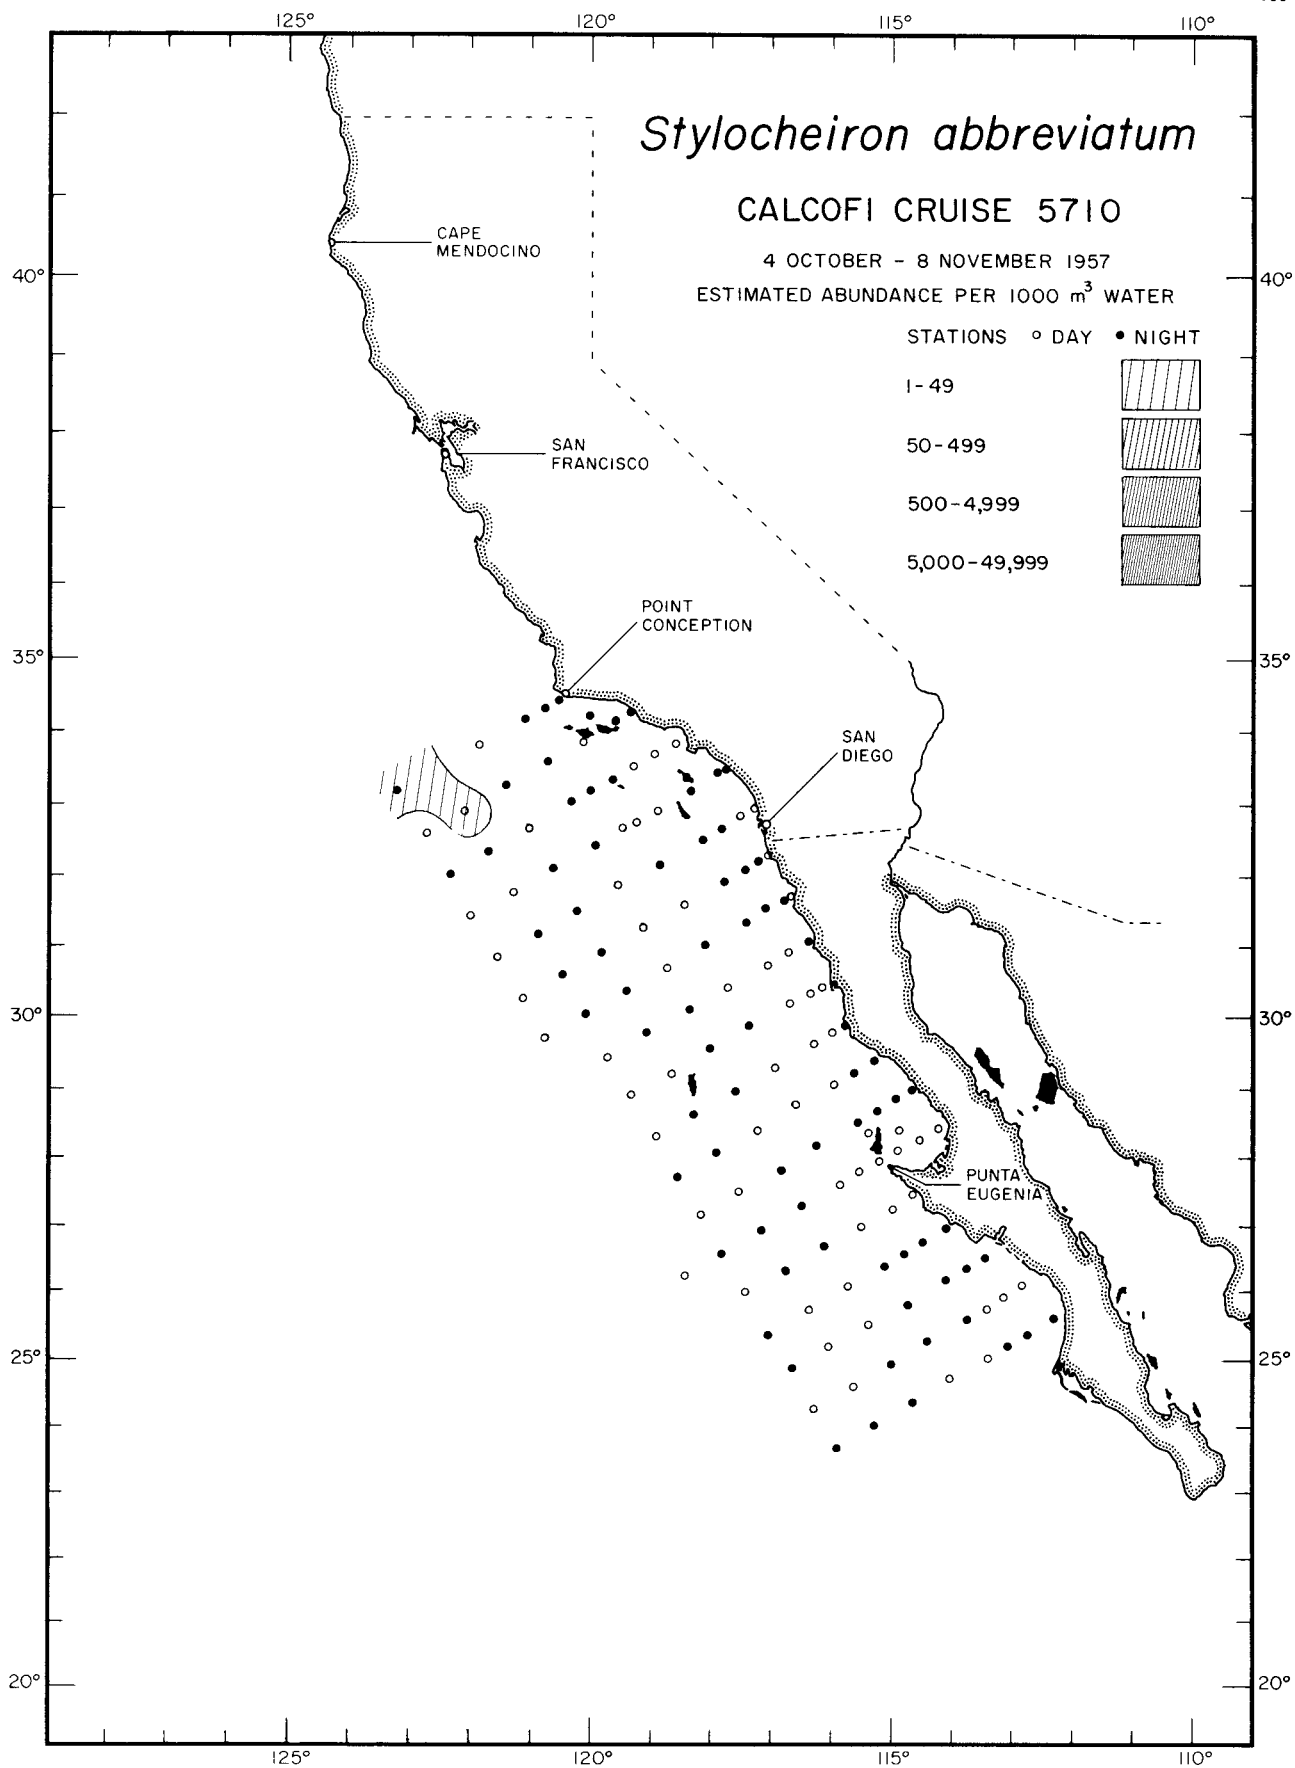 125°
120°
115°
110°
Stylocheiron abbreviatum
CALCOFI CRUISE 5710
4 OCTOBER - 8 NOVEMBER 1957
ESTIMATED ABUNDANCE PER 1000 m³ WATER
STATIONS ○ DAY ● NIGHT
1-49
50-499
500-4,999
5,000-49,999
CAPE
MENDOCINO
40°
40°
SAN
FRANCISCO
POINT
CONCEPTION
35°
35°
SAN
DIEGO
30°
30°
PUNTA
EUGENIA
25°
25°
20°
20°
125°
120°
115°
110°